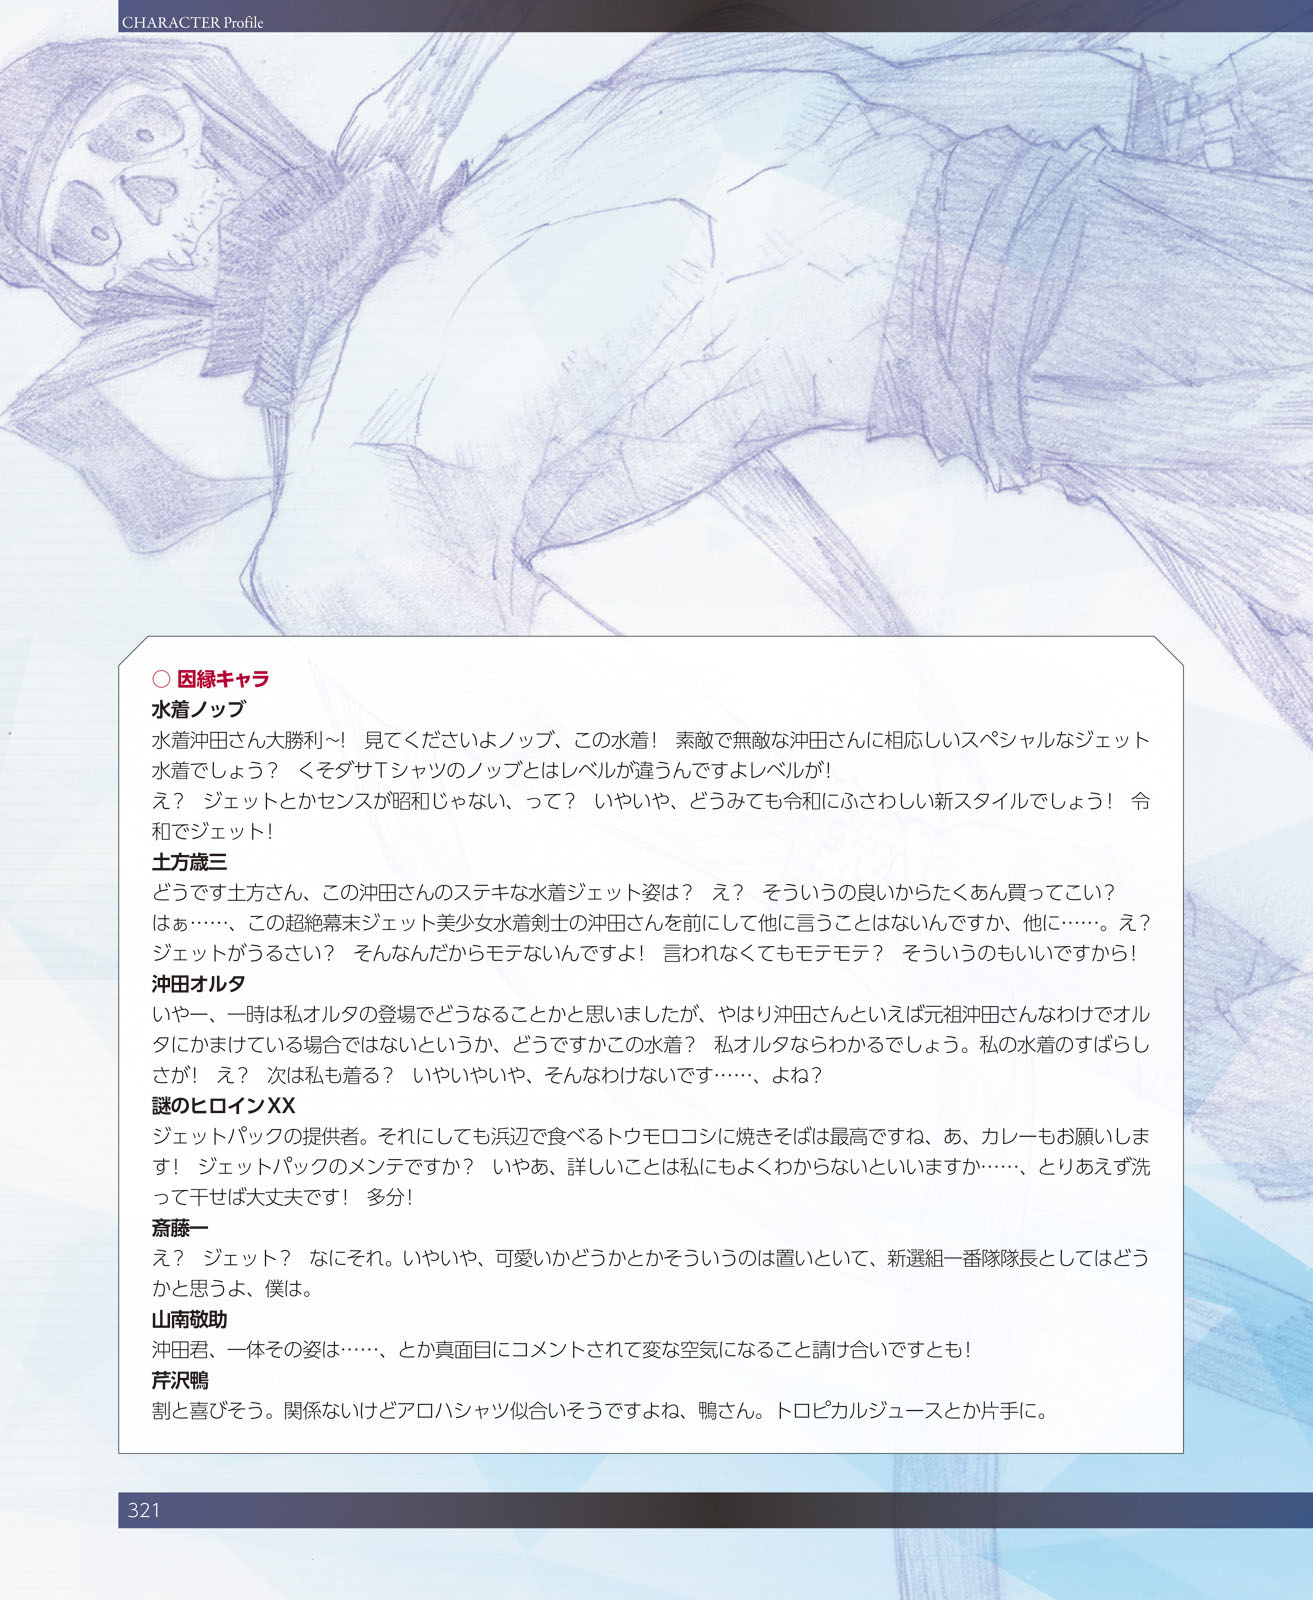 CHARACTER Profile
○ 因縁キャラ
水着ノッブ
水着沖田さん大勝利~!　見てくださいよノッブ、この水着!　素敵で無敵な沖田さんに相応しいスペシャルなジェット
水着でしょう?　くそダサTシャツのノッブとはレベルが違うんですよレベルが!
え?　ジェットとかセンスが昭和じゃない、って?　いやいや、どうみても令和にふさわしい新スタイルでしょう!　令
和でジェット!
土方歳三
どうです土方さん、この沖田さんのステキな水着ジェット姿は?　え?　そういうの良いからたくあん買ってこい?
はぁ……、この超絶幕末ジェット美少女水着剣士の沖田さんを前にして他に言うことはないんですか、他に……。え?
ジェットがうるさい?　そんなんだからモテないんですよ!　言われなくてもモテモテ?　そういうのもいいですから!
沖田オルタ
いやー、一時は私オルタの登場でどうなることかと思いましたが、やはり沖田さんといえば元祖沖田さんなわけでオル
タにかまけている場合ではないというか、どうですかこの水着?　私オルタならわかるでしょう。私の水着のすばらし
さが!　え?　次は私も着る?　いやいやいや、そんなわけないです……、よね?
謎のヒロインXX
ジェットパックの提供者。それにしても浜辺で食べるトウモロコシに焼きそばは最高ですね、あ、カレーもお願いしま
す!　ジェットパックのメンテですか?　いやあ、詳しいことは私にもよくわからないといいますか……、とりあえず洗
って干せば大丈夫です!　多分!
斎藤一
え?　ジェット?　なにそれ。いやいや、可愛いかどうかとかそういうのは置いといて、新選組一番隊隊長としてはどう
かと思うよ、僕は。
山南敬助
沖田君、一体その姿は……、とか真面目にコメントされて変な空気になること請け合いですとも!
芹沢鴨
割と喜びそう。関係ないけどアロハシャツ似合いそうですよね、鴨さん。トロピカルジュースとか片手に。
321